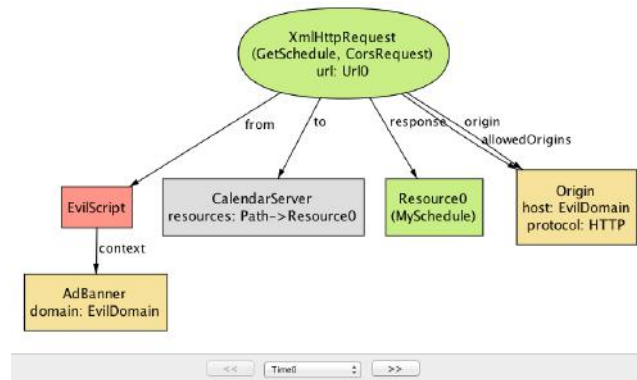 XmlHttpRequest
(GetSchedule, CorsRequest)
url: Url0
from
to
response
origin
allowedOrigins
EvilScript
CalendarServer
resources: Path->Resource0
Resource0
(MySchedule)
Origin
host: EvilDomain
protocol: HTTP
context
AdBanner
domain: EvilDomain
<< Time0 >>